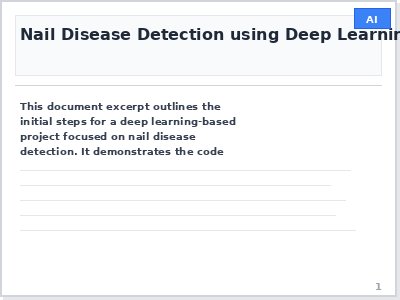 AI
Nail Disease Detection using Deep Learnin
This document excerpt outlines the
initial steps for a deep learning-based
project focused on nail disease
detection. It demonstrates the code
1